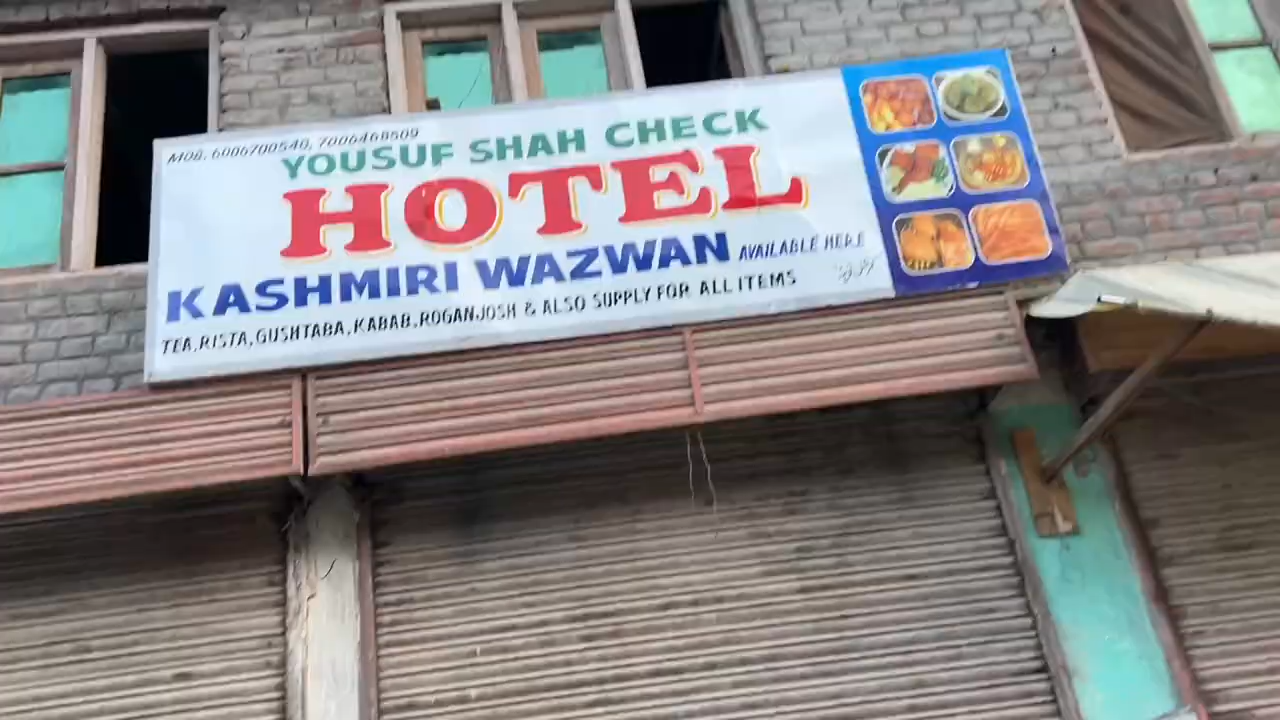 MOB. 6006700540, 7006468509
YOUSUF SHAH CHECK
HOTEL
KASHMIRI WAZWAN AVAILABLE HERE
TEA,RISTA,GUSHTABA,KABAB,ROGANJOSH & ALSO SUPPLY FOR ALL ITEMS